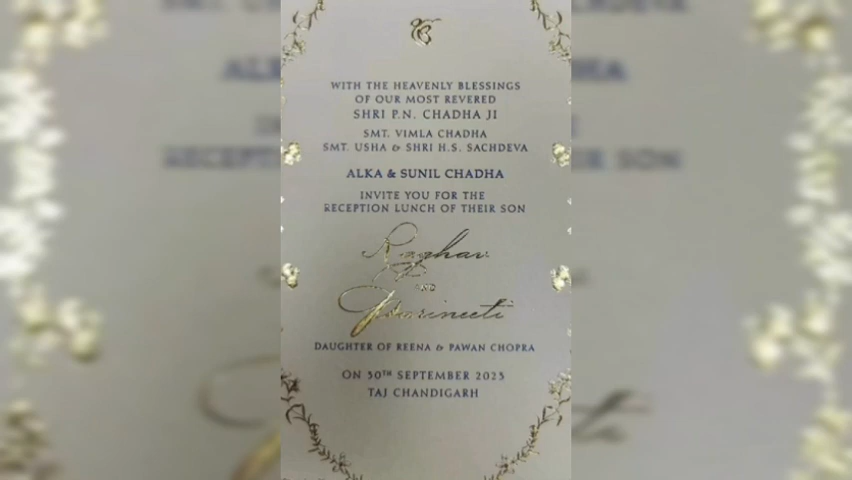 ੴ
WITH THE HEAVENLY BLESSINGS
OF OUR MOST REVERED
SHRI P.N. CHADHA JI
SMT. VIMLA CHADHA
SMT. USHA & SHRI H.S. SACHDEVA
ALKA & SUNIL CHADHA
INVITE YOU FOR THE
RECEPTION LUNCH OF THEIR SON
Raghav
AND
Parineeti
DAUGHTER OF REENA & PAWAN CHOPRA
ON 30TH SEPTEMBER 2023
TAJ CHANDIGARH